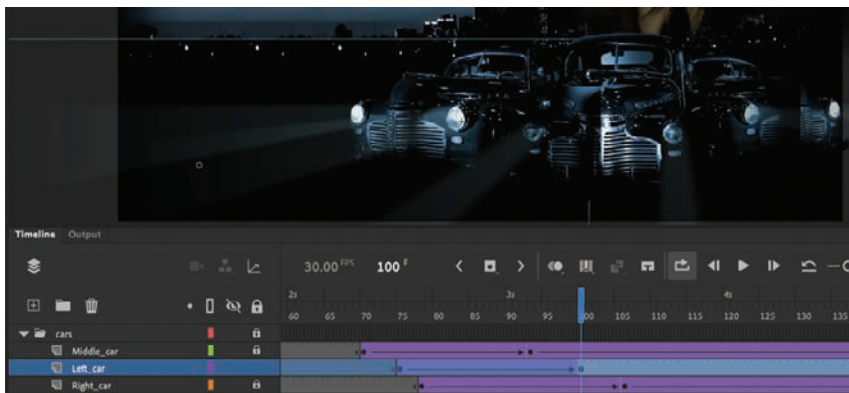 Timeline Output
30.00 FPS 100 F
2s 3s 4s
60 65 70 75 80 85 90 95 100 105 110 115 120 125 130 135
cars
Middle_car
Left_car
Right_car